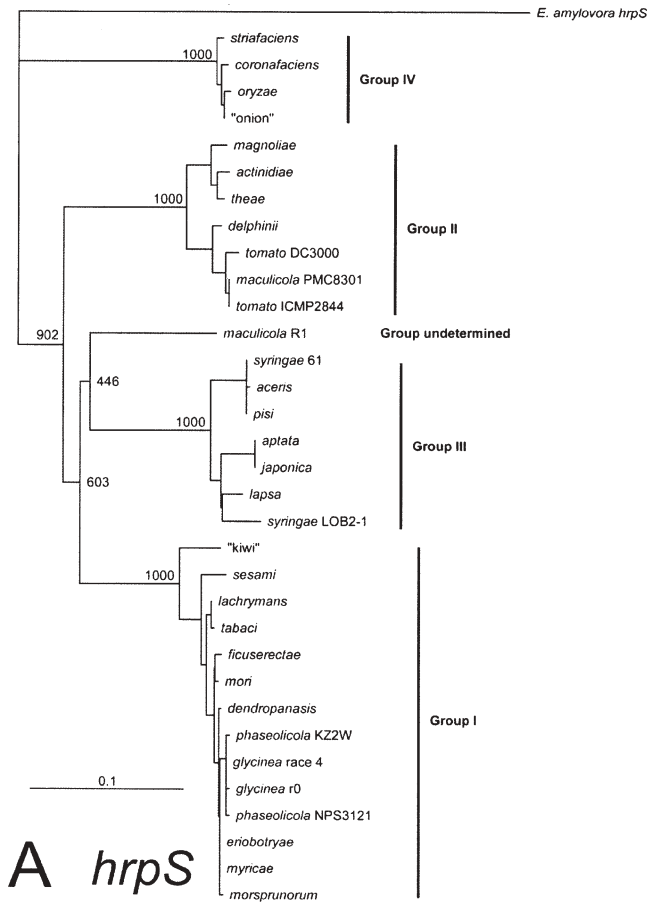 E. amylovora hrpS
striafaciens
1000
coronafaciens
Group IV
oryzae
"onion"
magnoliae
actinidiae
1000
theae
delphinii
Group II
tomato DC3000
maculicola PMC8301
tomato ICMP2844
902
maculicola R1
Group undetermined
syringae 61
446
aceris
pisi
1000
aptata
Group III
japonica
603
lapsa
syringae LOB2-1
"kiwi"
1000
sesami
lachrymans
tabaci
ficuserectae
mori
dendropanasis
Group I
phaseolicola KZ2W
glycinea race 4
0.1
glycinea r0
phaseolicola NPS3121
eriobotryae
A hrpS
myricae
morsprunorum